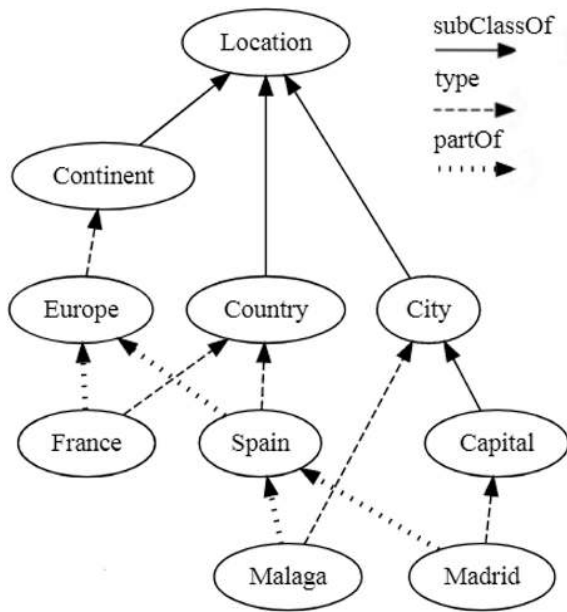 Location
subClassOf
type
partOf
Continent
Europe
Country
City
France
Spain
Capital
Malaga
Madrid